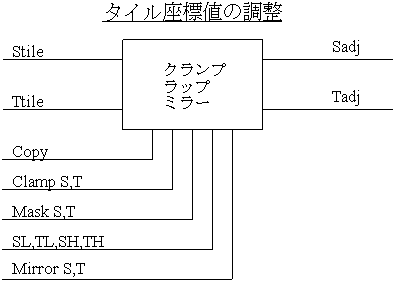 タイル座標値の調整
Stile
Sadj
クランプ
ラップ
ミラー
Ttile
Tadj
Copy
Clamp S,T
Mask S,T
SL,TL,SH,TH
Mirror S,T